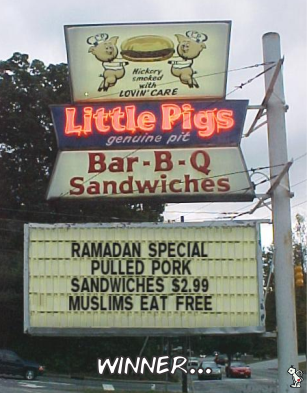 Hickory
smoked
with
LOVIN' CARE
Little Pigs
genuine pit
Bar-B-Q
Sandwiches
RAMADAN SPECIAL
PULLED PORK
SANDWICHES $2.99
MUSLIMS EAT FREE
WINNER...